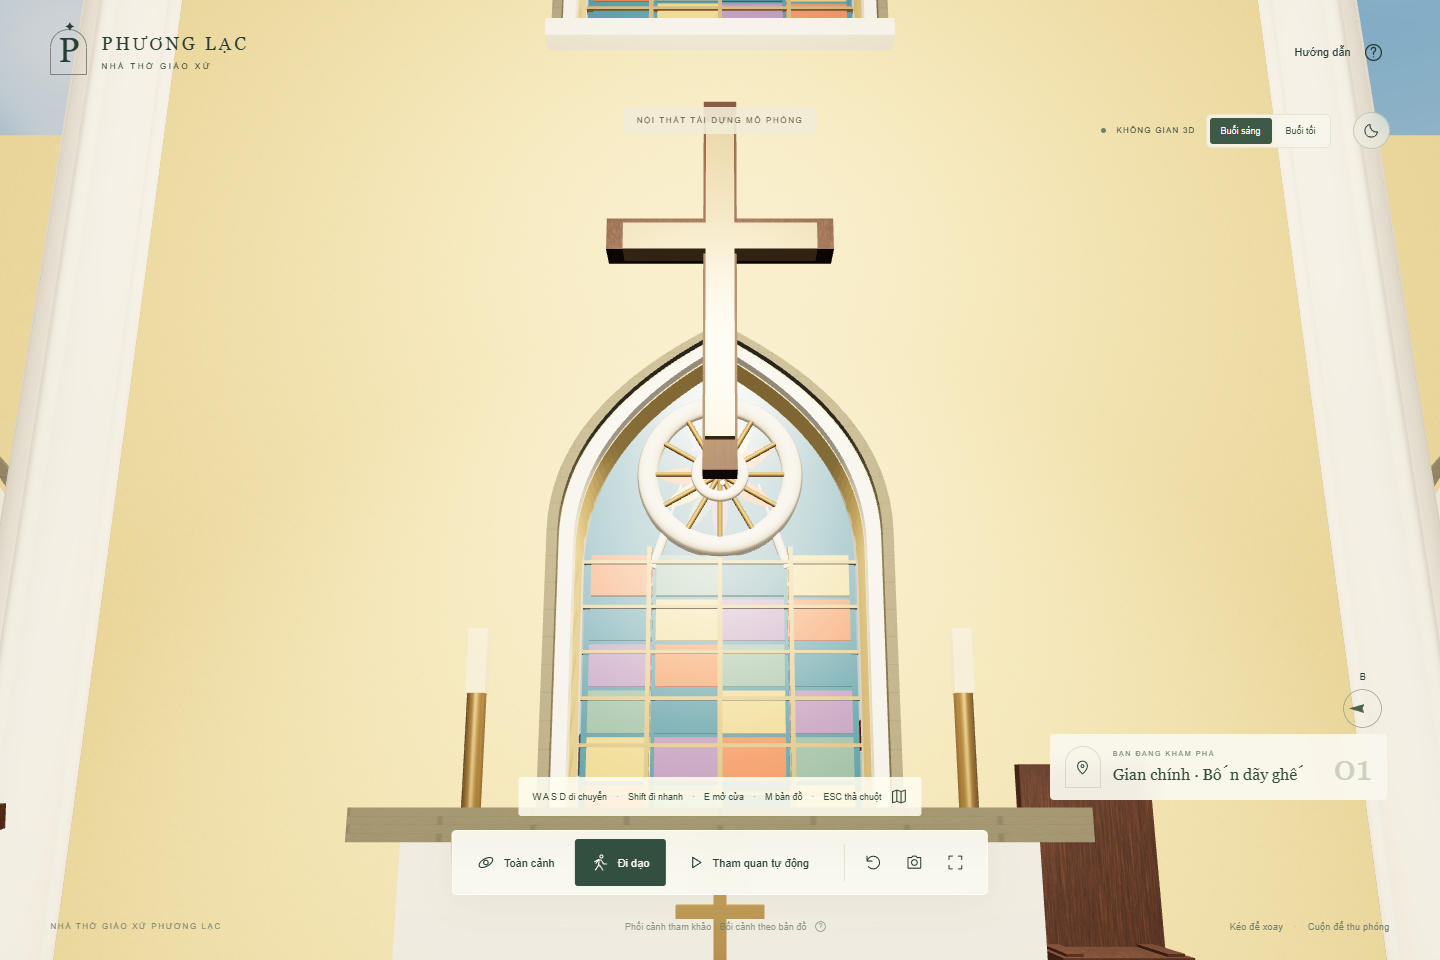 P
PHƯƠNG LẠC
NHÀ THỜ GIÁO XỨ
Hướng dẫn
NỘI THẤT TÁI DỰNG MÔ PHỎNG
KHÔNG GIAN 3D
Buổi sáng
Buổi tối
B
BẠN ĐANG KHÁM PHÁ
Gian chính · Bốn dãy ghế
01
W A S D di chuyển · Shift đi nhanh · E mở cửa · M bản đồ · ESC thả chuột
Toàn cảnh
Đi dạo
Tham quan tự động
NHÀ THỜ GIÁO XỨ PHƯƠNG LẠC
Phối cảnh tham khảo · Bối cảnh theo bản đồ
Kéo để xoay · Cuộn để thu phóng